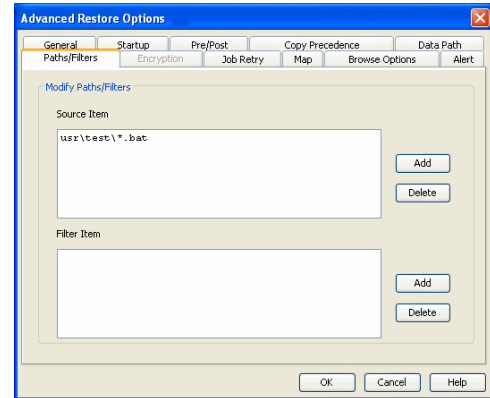 Advanced Restore Options
General Startup Pre/Post Copy Precedence Data Path
Paths/Filters Encryption Job Retry Map Browse Options Alert
Modify Paths/Filters
Source Item
usr\test\*.bat
Add
Delete
Filter Item
Add
Delete
OK Cancel Help